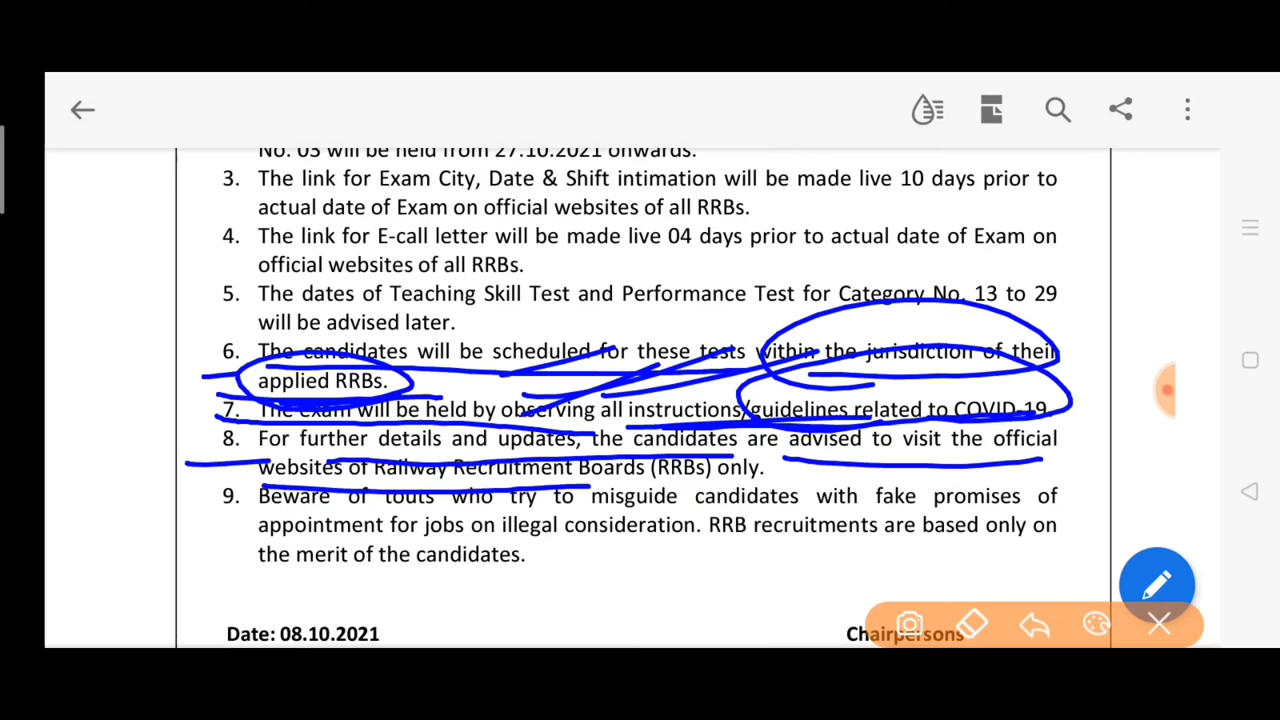 No. 03 will be held from 27.10.2021 onwards.
3. The link for Exam City, Date & Shift intimation will be made live 10 days prior to
actual date of Exam on official websites of all RRBs.
4. The link for E-call letter will be made live 04 days prior to actual date of Exam on
official websites of all RRBs.
5. The dates of Teaching Skill Test and Performance Test for Category No. 13 to 29
will be advised later.
6. The candidates will be scheduled for these tests within the jurisdiction of their
applied RRBs.
7. The exam will be held by observing all instructions/guidelines related to COVID-19.
8. For further details and updates, the candidates are advised to visit the official
websites of Railway Recruitment Boards (RRBs) only.
9. Beware of touts who try to misguide candidates with fake promises of
appointment for jobs on illegal consideration. RRB recruitments are based only on
the merit of the candidates.
Date: 08.10.2021 Chairpersons